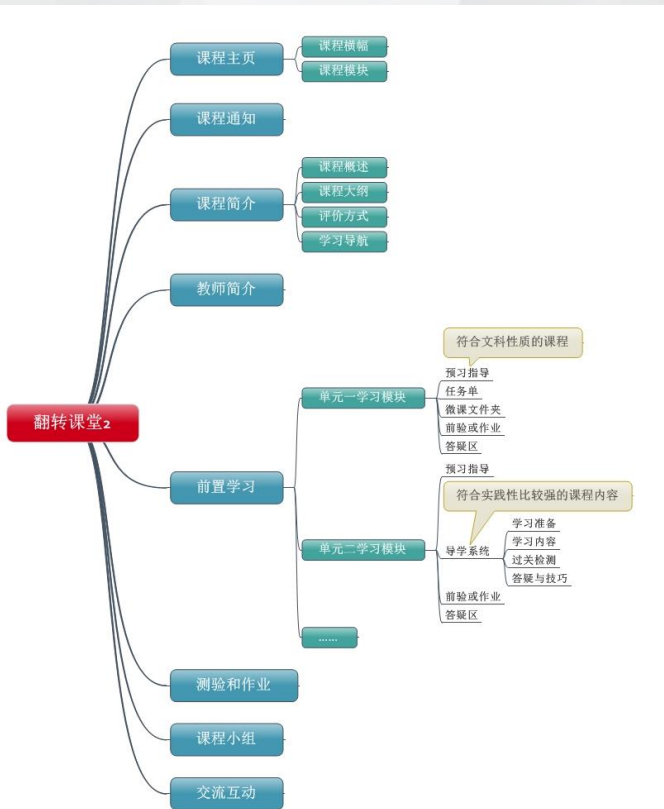 课程横幅
课程主页
课程模块
课程通知
课程概述
课程大纲
课程简介
评价方式
学习导航
教师简介
符合文科性质的课程
预习指导
单元一学习模块
任务单
微课文件夹
翻转课堂2
前验或作业
答疑区
预习指导
前置学习
符合实践性比较强的课程内容
学习准备
单元二学习模块
导学系统
学习内容
过关检测
答疑与技巧
前验或作业
答疑区
......
测验和作业
课程小组
交流互动